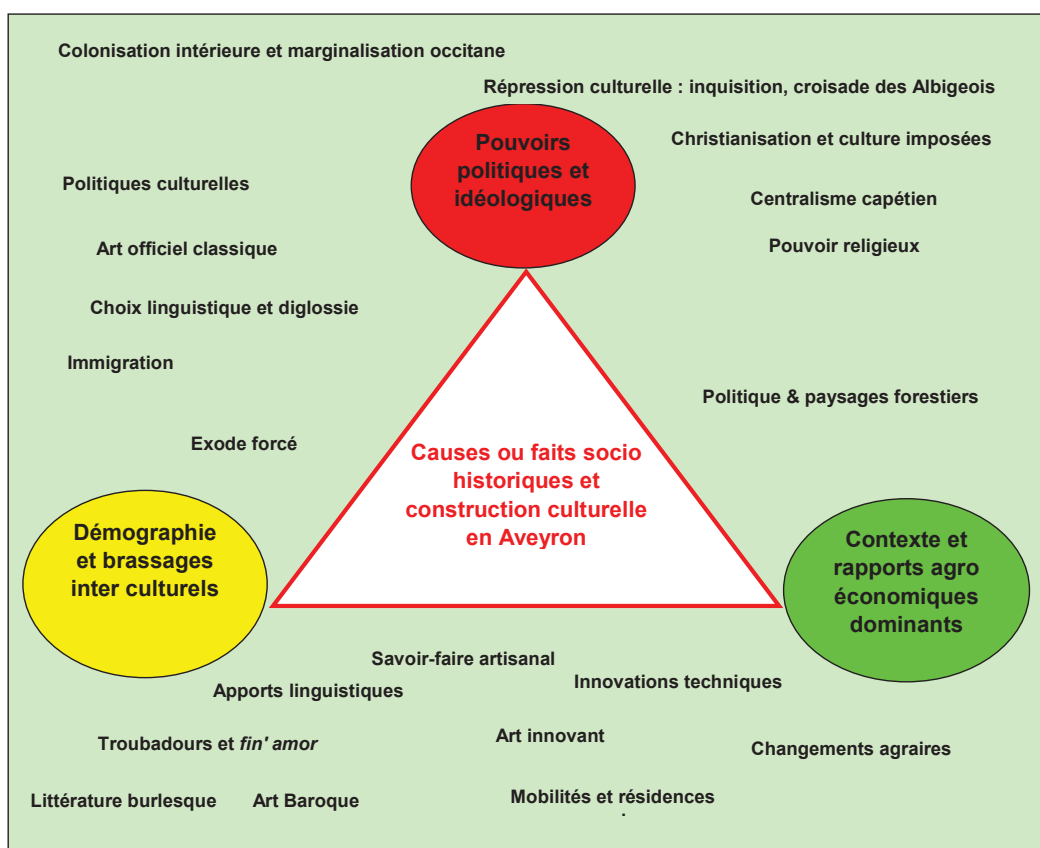 Colonisation intérieure et marginalisation occitane
Répression culturelle : inquisition, croisade des Albigeois
Pouvoirs
politiques et
idéologiques
Christianisation et culture imposées
Politiques culturelles
Centralisme capétien
Art officiel classique
Pouvoir religieux
Choix linguistique et diglossie
Immigration
Politique & paysages forestiers
Exode forcé
Causes ou faits socio
historiques et
construction culturelle
en Aveyron
Démographie
et brassages
inter culturels
Contexte et
rapports agro
économiques
dominants
Savoir-faire artisanal
Apports linguistiques
Innovations techniques
Troubadours et fin' amor
Art innovant
Changements agraires
Littérature burlesque
Art Baroque
Mobilités et résidences